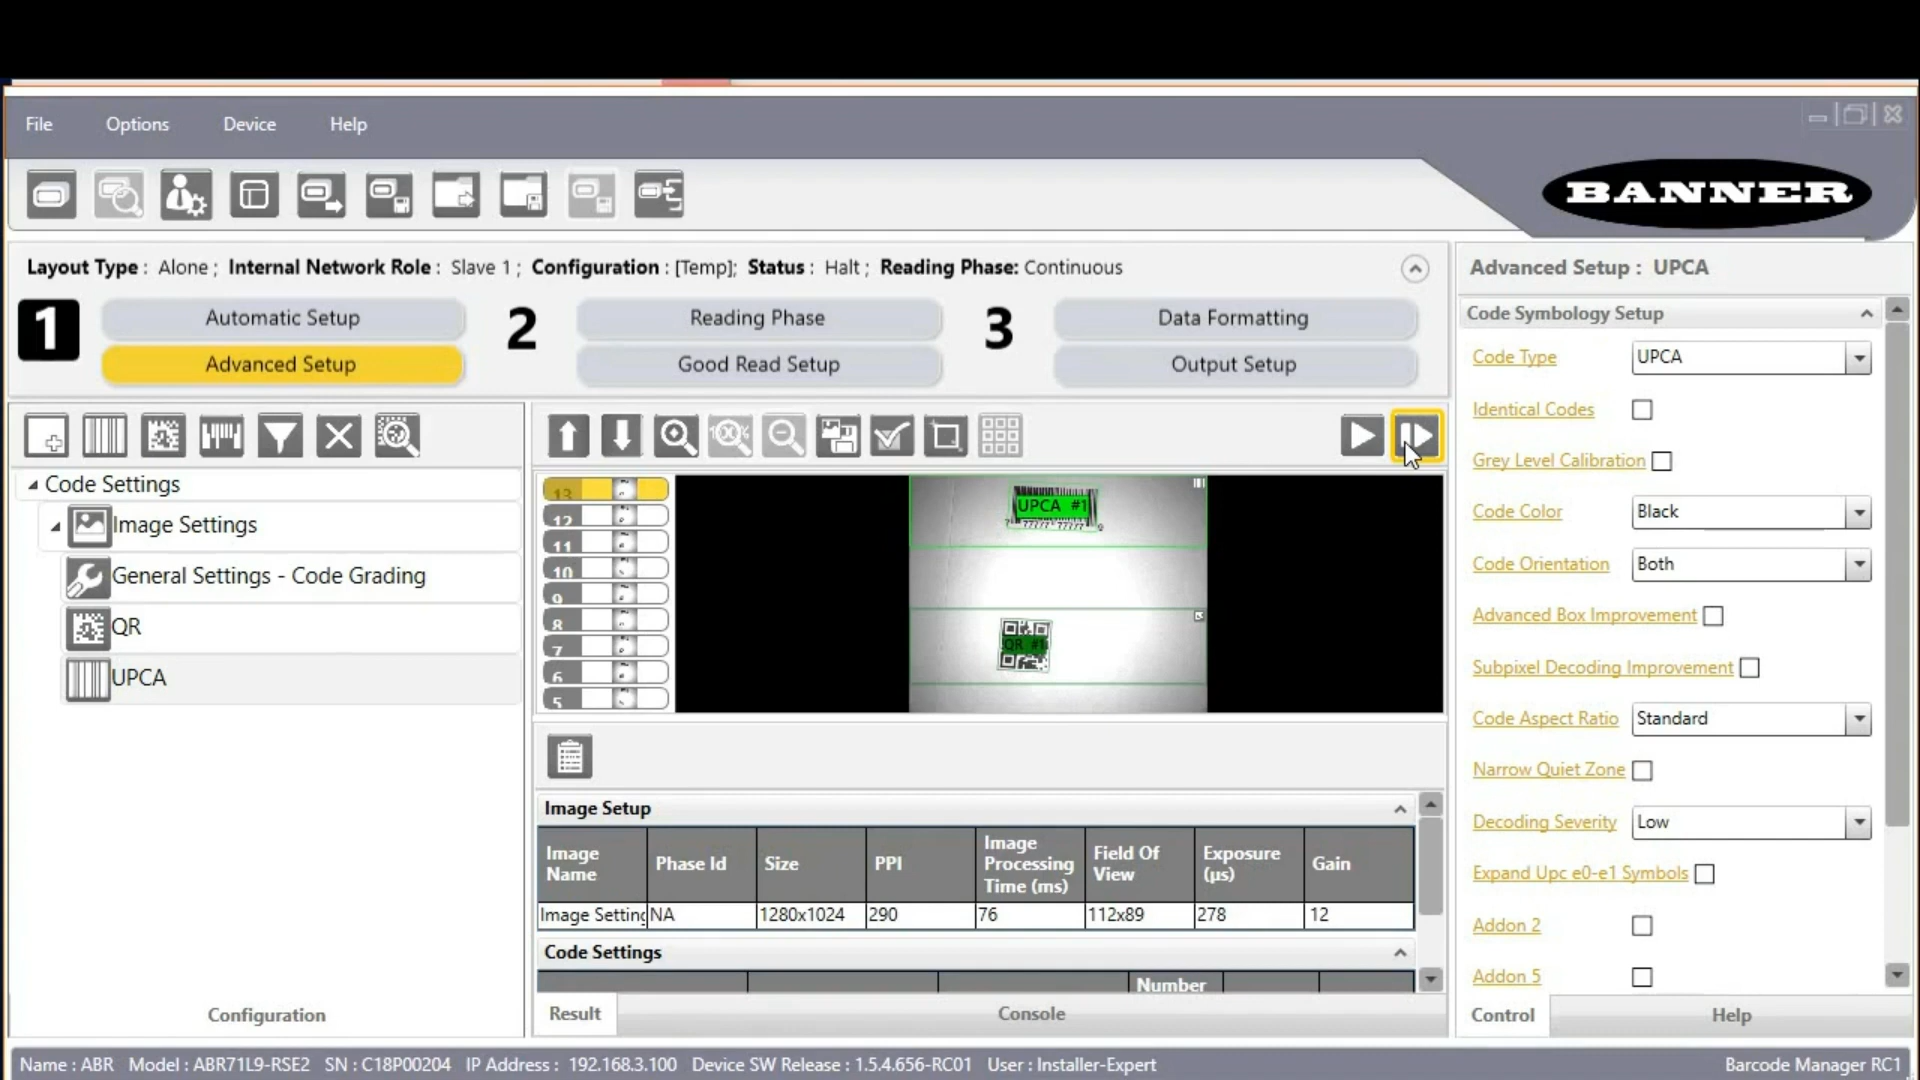 File Options Device Help
BANNER
Layout Type : Alone ; Internal Network Role : Slave 1 ; Configuration : [Temp]; Status : Halt ; Reading Phase: Continuous
1 Automatic Setup 2 Reading Phase 3 Data Formatting
Advanced Setup Good Read Setup Output Setup
Code Settings
Image Settings
General Settings - Code Grading
QR
UPCA
Configuration
100%
13
12
11
10
9
8
7
6
5
UPCA #1
77777 77777
QR #1
Image Setup
Image Name Phase Id Size PPI Image Processing Time (ms) Field Of View Exposure (µs) Gain
Image Setting NA 1280x1024 290 76 112x89 278 12
Code Settings
Number
Result Console
Advanced Setup : UPCA
Code Symbology Setup
Code Type UPCA
Identical Codes
Grey Level Calibration
Code Color Black
Code Orientation Both
Advanced Box Improvement
Subpixel Decoding Improvement
Code Aspect Ratio Standard
Narrow Quiet Zone
Decoding Severity Low
Expand Upc e0-e1 Symbols
Addon 2
Addon 5
Control Help
Name : ABR Model : ABR71L9-RSE2 SN : C18P00204 IP Address : 192.168.3.100 Device SW Release : 1.5.4.656-RC01 User : Installer-Expert Barcode Manager RC1